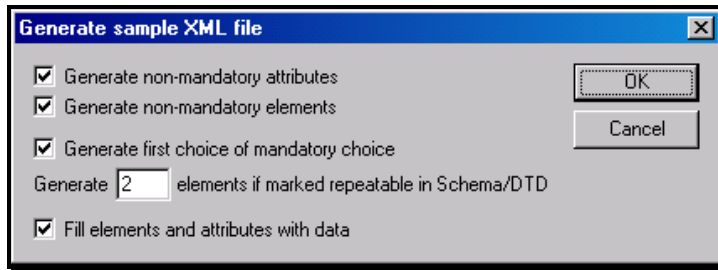 Generate sample XML file
Generate non-mandatory attributes
OK
Generate non-mandatory elements
Cancel
Generate first choice of mandatory choice
Generate 2 elements if marked repeatable in Schema/DTD
Fill elements and attributes with data